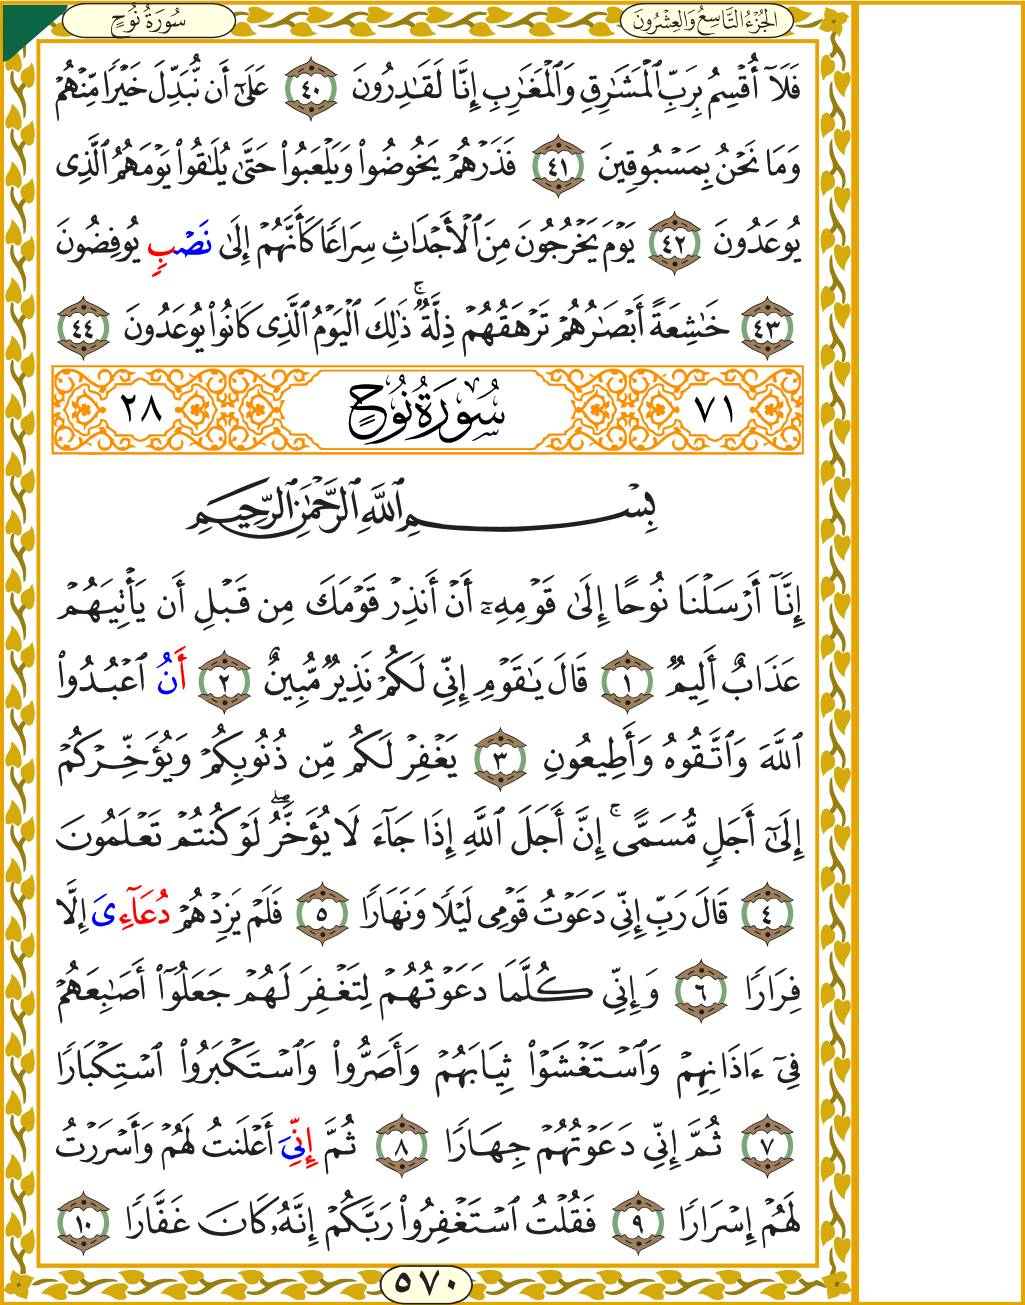 الجُزْءُ التَّاسِعُ وَالعِشْرُونَ
سُورَةُ نُوحٍ
فَلَآ أُقْسِمُ بِرَبِّ ٱلْمَشَٰرِقِ وَٱلْمَغَٰرِبِ إِنَّا لَقَٰدِرُونَ ٤٠ عَلَىٰٓ أَن نُّبَدِّلَ خَيْرًا مِّنْهُمْ
وَمَا نَحْنُ بِمَسْبُوقِينَ ٤١ فَذَرْهُمْ يَخُوضُوا۟ وَيَلْعَبُوا۟ حَتَّىٰ يُلَٰقُوا۟ يَوْمَهُمُ ٱلَّذِى
يُوعَدُونَ ٤٢ يَوْمَ يَخْرُجُونَ مِنَ ٱلْأَجْدَاثِ سِرَاعًا كَأَنَّهُمْ إِلَىٰ نَصْبٍ يُوفِضُونَ
٤٣ خَٰشِعَةً أَبْصَٰرُهُمْ تَرْهَقُهُمْ ذِلَّةٌ ۚ ذَٰلِكَ ٱلْيَوْمُ ٱلَّذِى كَانُوا۟ يُوعَدُونَ ٤٤
٧١ سُورَةُ نُوحٍ ٢٨
بِسْمِ ٱللَّهِ ٱلرَّحْمَٰنِ ٱلرَّحِيمِ
إِنَّآ أَرْسَلْنَا نُوحًا إِلَىٰ قَوْمِهِۦٓ أَنْ أَنذِرْ قَوْمَكَ مِن قَبْلِ أَن يَأْتِيَهُمْ
عَذَابٌ أَلِيمٌ ١ قَالَ يَٰقَوْمِ إِنِّى لَكُمْ نَذِيرٌ مُّبِينٌ ٢ أَنُ ٱعْبُدُوا۟
ٱللَّهَ وَٱتَّقُوهُ وَأَطِيعُونِ ٣ يَغْفِرْ لَكُم مِّن ذُنُوبِكُمْ وَيُؤَخِّرْكُمْ
إِلَىٰٓ أَجَلٍ مُّسَمًّى ۚ إِنَّ أَجَلَ ٱللَّهِ إِذَا جَآءَ لَا يُؤَخَّرُ ۖ لَوْ كُنتُمْ تَعْلَمُونَ
٤ قَالَ رَبِّ إِنِّى دَعَوْتُ قَوْمِى لَيْلًا وَنَهَارًا ٥ فَلَمْ يَزِدْهُمْ دُعَآءِىَ إِلَّا
فِرَارًا ٦ وَإِنِّى كُلَّمَا دَعَوْتُهُمْ لِتَغْفِرَ لَهُمْ جَعَلُوٓا۟ أَصَٰبِعَهُمْ
فِىٓ ءَاذَانِهِمْ وَٱسْتَغْشَوْا۟ ثِيَابَهُمْ وَأَصَرُّوا۟ وَٱسْتَكْبَرُوا۟ ٱسْتِكْبَارًا
٧ ثُمَّ إِنِّى دَعَوْتُهُمْ جِهَارًا ٨ ثُمَّ إِنِّىَ أَعْلَنتُ لَهُمْ وَأَسْرَرْتُ
لَهُمْ إِسْرَارًا ٩ فَقُلْتُ ٱسْتَغْفِرُوا۟ رَبَّكُمْ إِنَّهُۥ كَانَ غَفَّارًا ١٠
٥٧٠